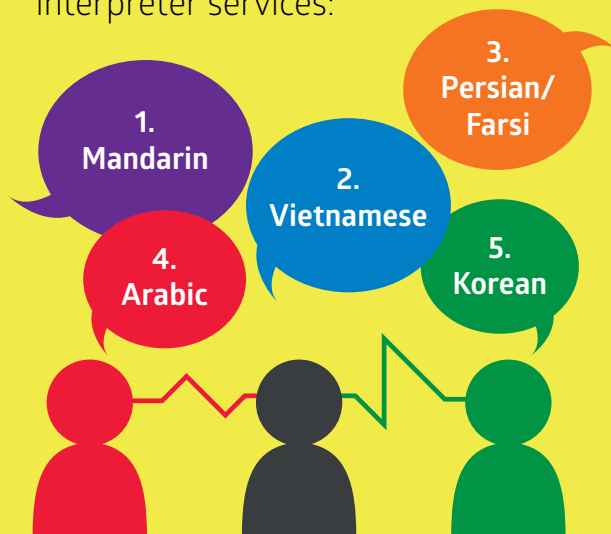 interpreter services:
1.
Mandarin
2.
Vietnamese
3.
Persian/
Farsi
4.
Arabic
5.
Korean